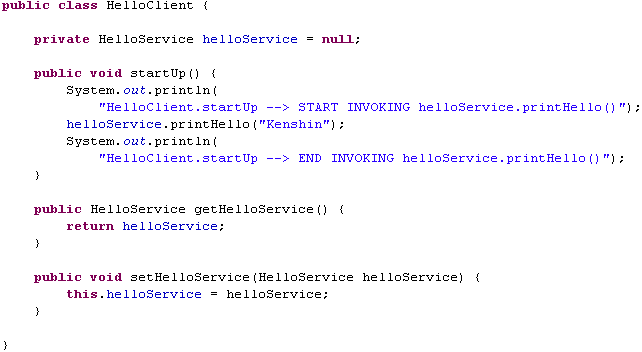 public class HelloClient {
private HelloService helloService = null;
public void startUp() {
System.out.println(
"HelloClient.startUp --> START INVOKING helloService.printHello()");
helloService.printHello("Kenshin");
System.out.println(
"HelloClient.startUp --> END INVOKING helloService.printHello()");
}
public HelloService getHelloService() {
return helloService;
}
public void setHelloService(HelloService helloService) {
this.helloService = helloService;
}
}